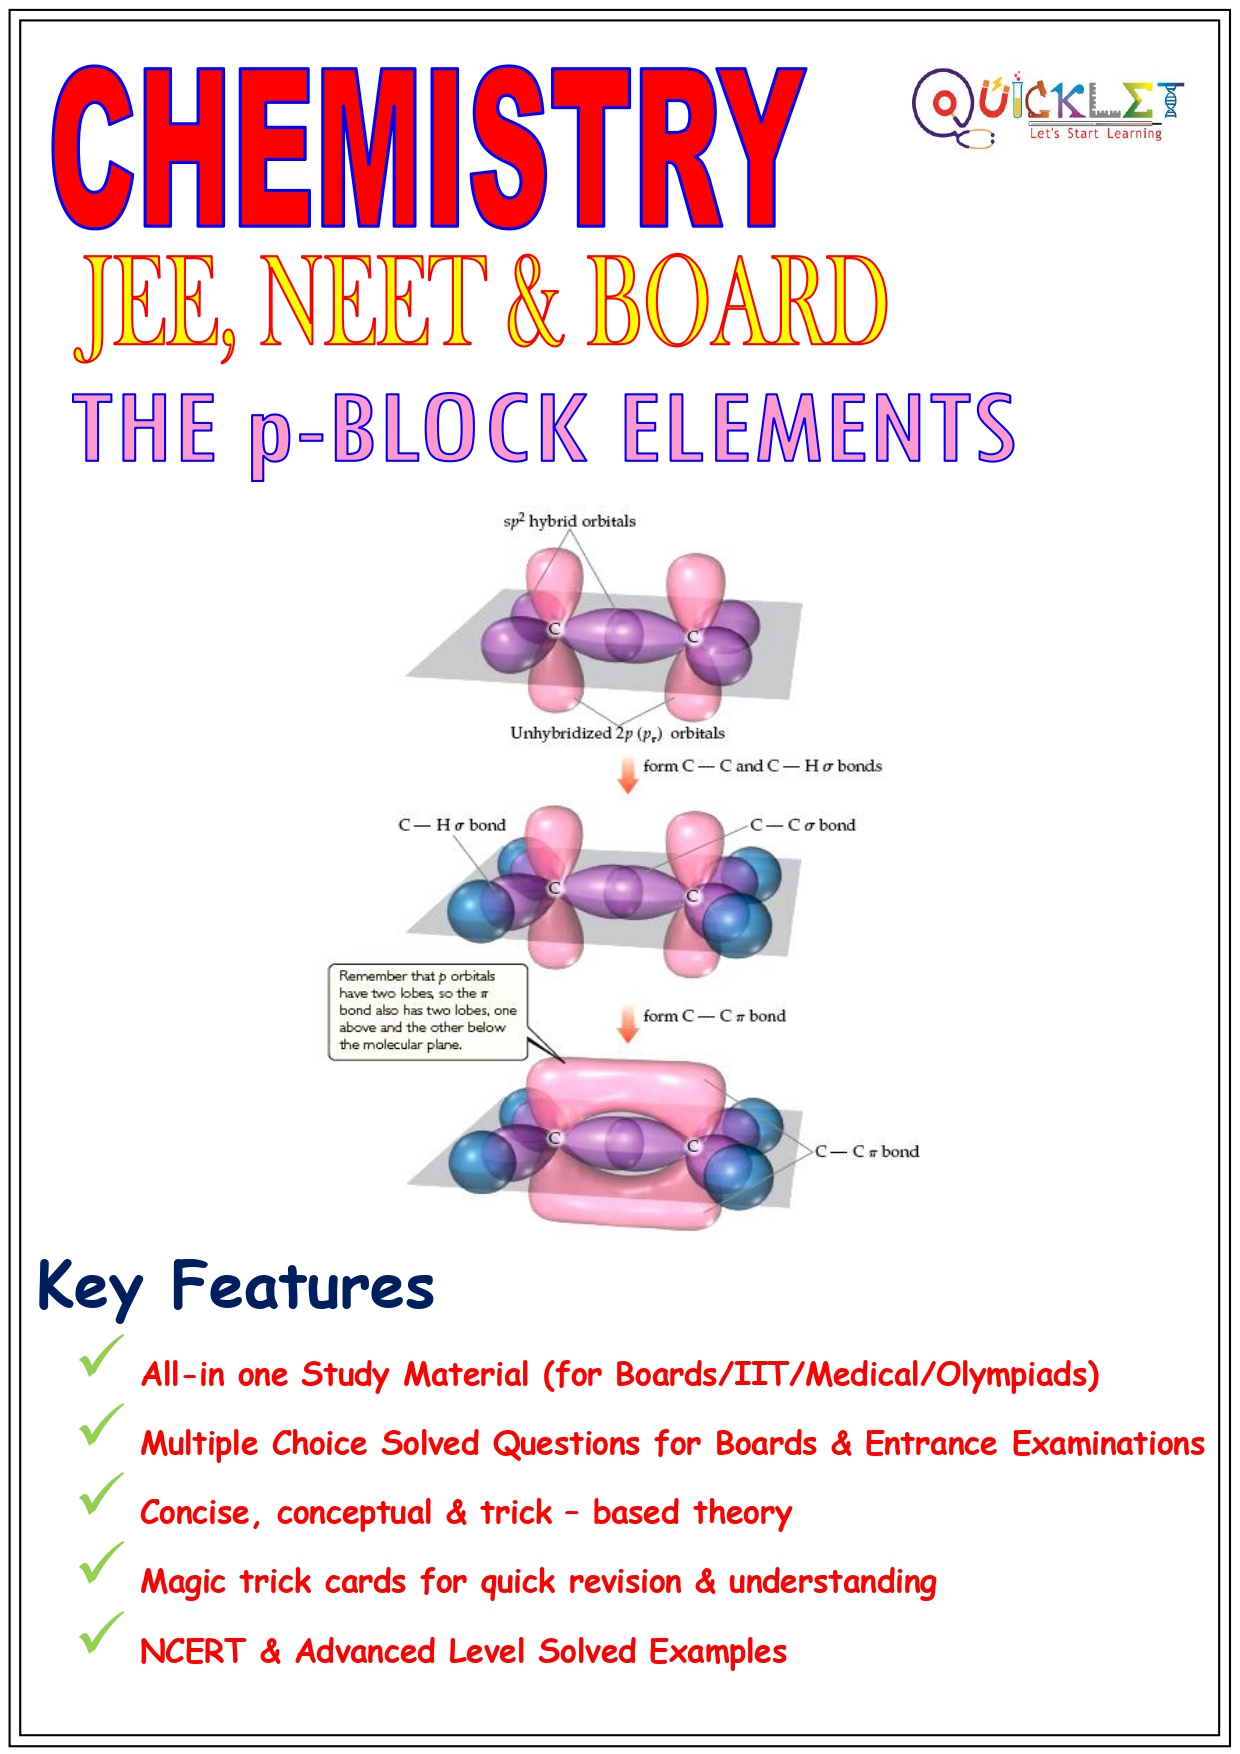 CHEMISTRY
QUICKLET
Let's Start Learning
JEE, NEET & BOARD
THE p-BLOCK ELEMENTS
sp² hybrid orbitals
C
C
Unhybridized 2p (pπ) orbitals
form C — C and C — H σ bonds
C — H σ bond
C — C σ bond
C
C
Remember that p orbitals
have two lobes, so the π
bond also has two lobes, one
above and the other below
the molecular plane.
form C — C π bond
C
C
C — C π bond
Key Features
✓ All-in one Study Material (for Boards/IIT/Medical/Olympiads)
✓ Multiple Choice Solved Questions for Boards & Entrance Examinations
✓ Concise, conceptual & trick – based theory
✓ Magic trick cards for quick revision & understanding
✓ NCERT & Advanced Level Solved Examples